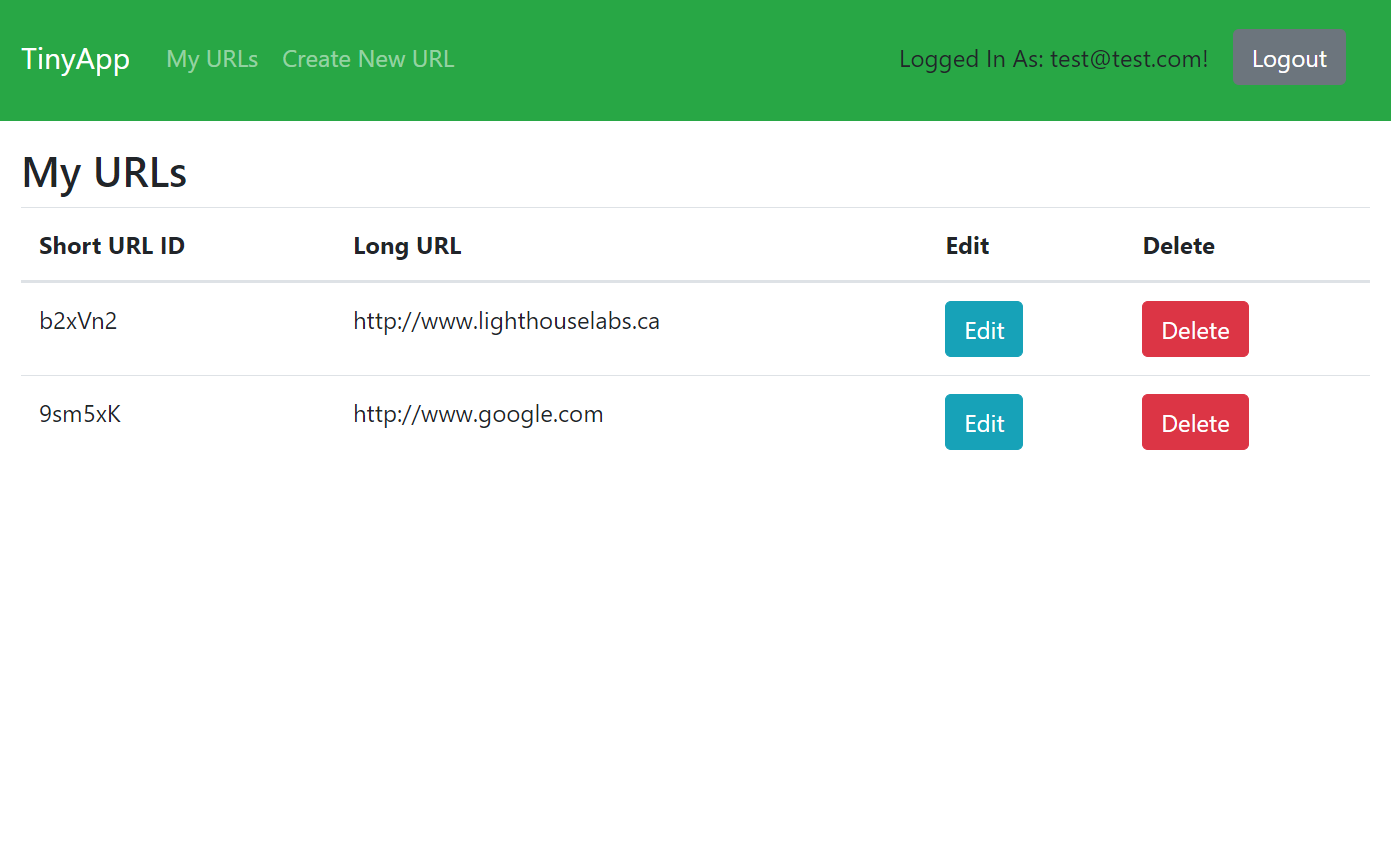 TinyApp My URLs Create New URL Logged In As: test@test.com! Logout
My URLs
Short URL ID Long URL Edit Delete
b2xVn2 http://www.lighthouselabs.ca Edit Delete
9sm5xK http://www.google.com Edit Delete